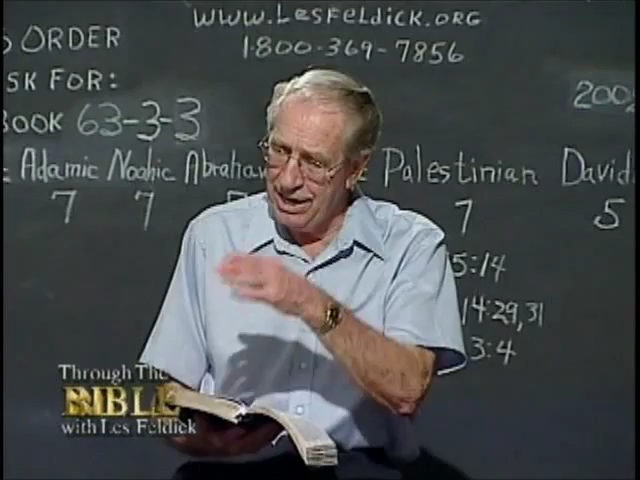 WWW.LESFELDICK.ORG
1-800-369-7856
ORDER
SK FOR:
BOOK 63-3-3
200,
Adamic Noahic Abraha Palestinian David
7 7 7 5
5:14
14:29,31
3:4
Through The
BIBLE
with Les Feldick